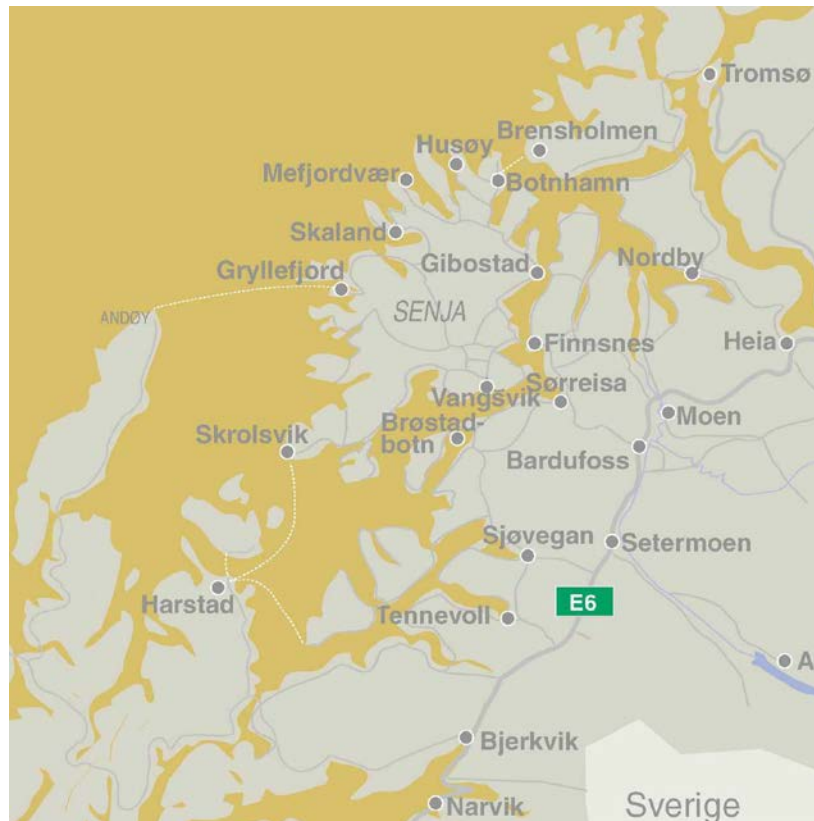 Tromsø
Brensholmen
Husøy
Mefjordvær
Botnhamn
Skaland
Gryllefjord
Gibostad
Nordby
ANDØY
SENJA
Finnsnes
Heia
Vangsvik
Sørreisa
Brøstad-
botn
Moen
Skrolsvik
Bardufoss
Sjøvegan
Setermoen
Harstad
E6
Tennevoll
A
Bjerkvik
Narvik
Sverige